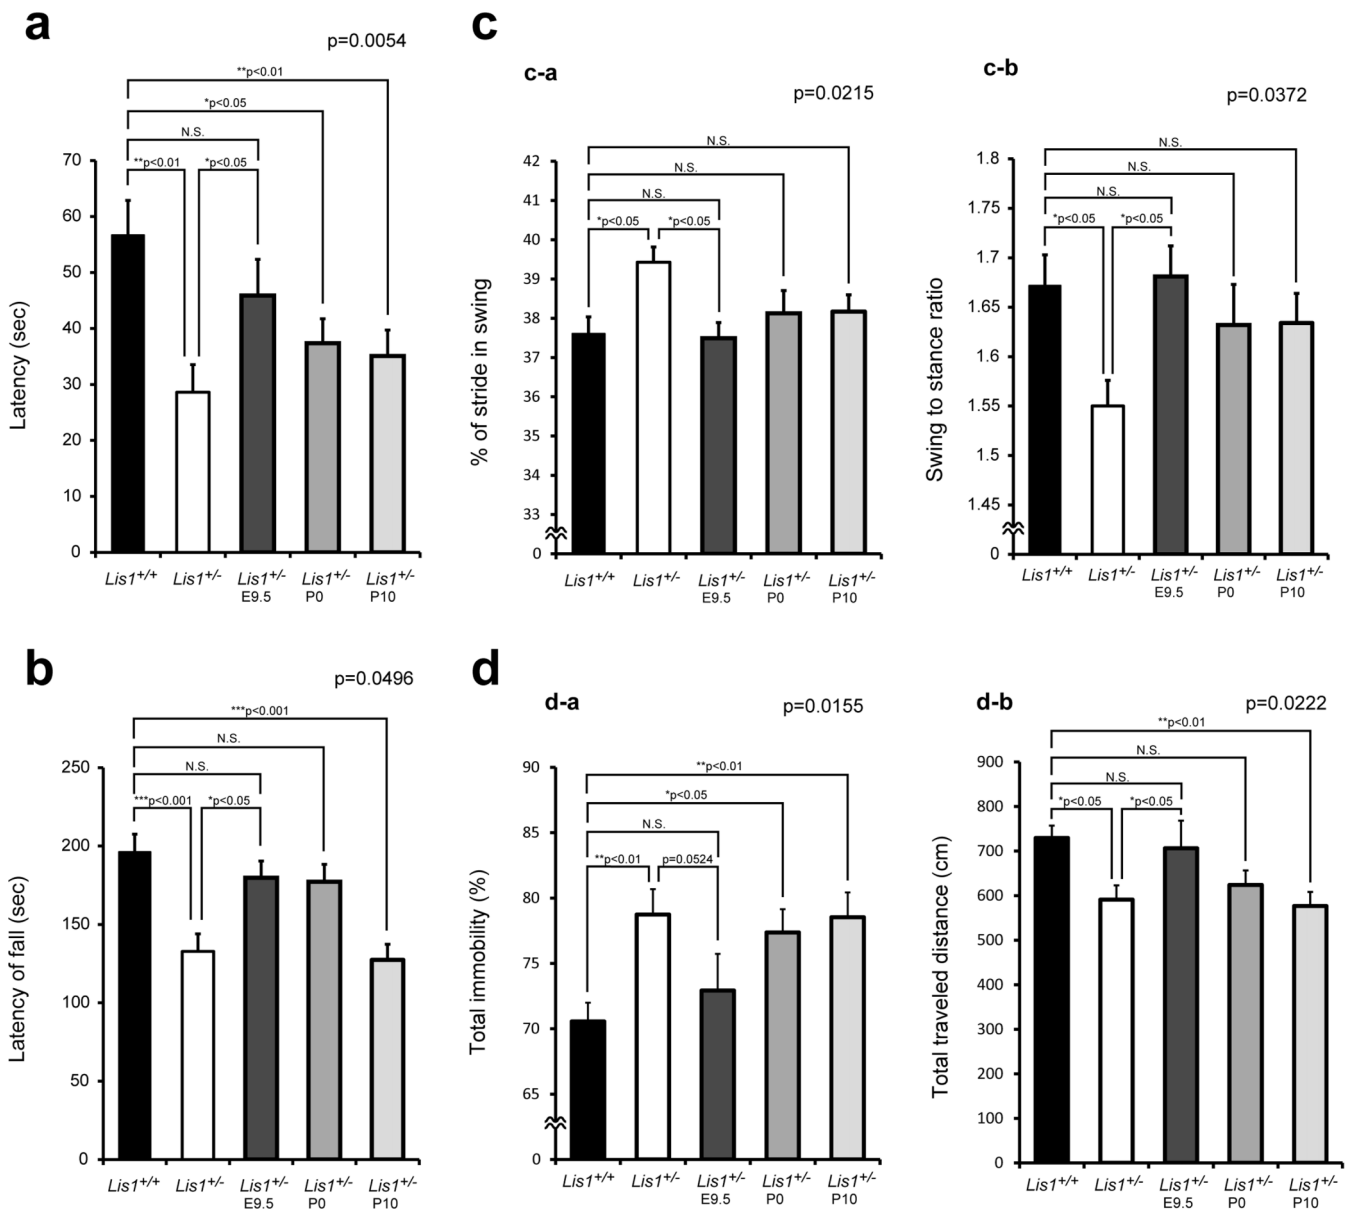 a
p=0.0054
**p<0.01
*p<0.05
N.S.
**p<0.01 *p<0.05
70
60
50
40
30
20
10
0
Latency (sec)
Lis1+/+ Lis1+/- Lis1+/- Lis1+/- Lis1+/-
E9.5 P0 P10
c
c-a
p=0.0215
N.S.
N.S.
N.S.
*p<0.05 *p<0.05
42
41
40
39
38
37
36
35
34
33
0
% of stride in swing
Lis1+/+ Lis1+/- Lis1+/- Lis1+/- Lis1+/-
E9.5 P0 P10
c-b
p=0.0372
N.S.
N.S.
N.S.
*p<0.05 *p<0.05
1.8
1.75
1.7
1.65
1.6
1.55
1.5
1.45
0
Swing to stance ratio
Lis1+/+ Lis1+/- Lis1+/- Lis1+/- Lis1+/-
E9.5 P0 P10
b
p=0.0496
***p<0.001
N.S.
N.S.
***p<0.001 *p<0.05
250
200
150
100
50
0
Latency of fall (sec)
Lis1+/+ Lis1+/- Lis1+/- Lis1+/- Lis1+/-
E9.5 P0 P10
d
d-a
p=0.0155
**p<0.01
*p<0.05
N.S.
**p<0.01 p=0.0524
90
85
80
75
70
65
0
Total immobility (%)
Lis1+/+ Lis1+/- Lis1+/- Lis1+/- Lis1+/-
E9.5 P0 P10
d-b
p=0.0222
**p<0.01
N.S.
N.S.
*p<0.05 *p<0.05
900
800
700
600
500
400
300
200
100
0
Total traveled distance (cm)
Lis1+/+ Lis1+/- Lis1+/- Lis1+/- Lis1+/-
E9.5 P0 P10